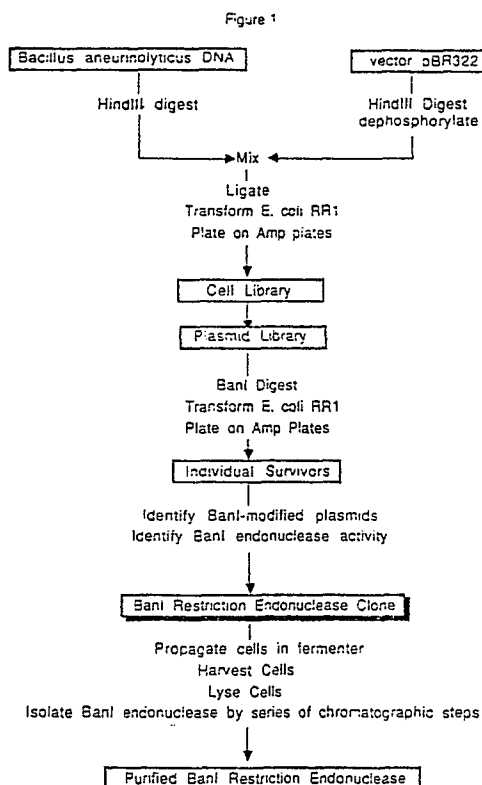 Figure 1
Bacillus aneurinolyticus DNA
vector pBR322
HindIII digest
HindIII Digest
dephosphorylate
Mix
Ligate
Transform E. coli RR1
Plate on Amp plates
Cell Library
Plasmid Library
BanI Digest
Transform E. coli RR1
Plate on Amp Plates
Individual Survivors
Identify BanI-modified plasmids
Identify BanI endonuclease activity
BanI Restriction Endonuclease Clone
Propagate cells in fermenter
Harvest Cells
Lyse Cells
Isolate BanI endonuclease by series of chromatographic steps
Purified BanI Restriction Endonuclease